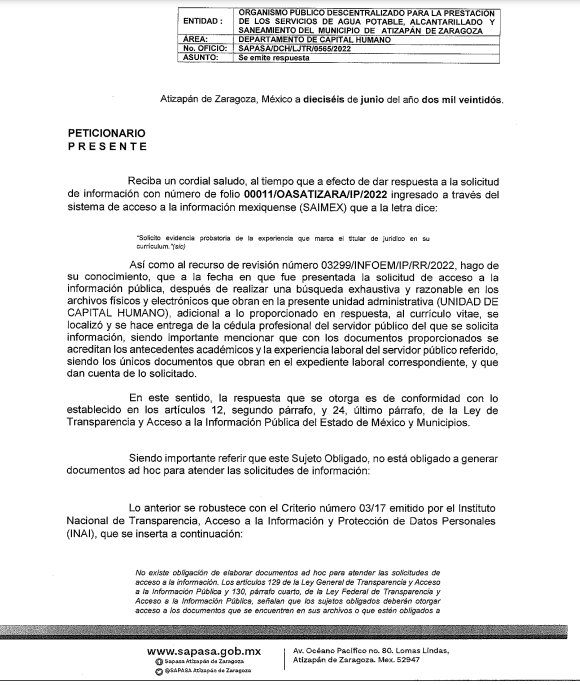 ENTIDAD :
ORGANISMO PÚBLICO DESCENTRALIZADO PARA LA PRESTACIÓN
DE LOS SERVICIOS DE AGUA POTABLE, ALCANTARILLADO Y
SANEAMIENTO DEL MUNICIPIO DE ATIZAPÁN DE ZARAGOZA
ÁREA: DEPARTAMENTO DE CAPITAL HUMANO
No. OFICIO: SAPASA/DCH/LJTR/0565/2022
ASUNTO: Se emite respuesta
Atizapán de Zaragoza, México a dieciséis de junio del año dos mil veintidós.
PETICIONARIO
P R E S E N T E
Reciba un cordial saludo, al tiempo que a efecto de dar respuesta a la solicitud
de información con número de folio 00011/OASATIZARA/IP/2022 ingresado a través del
sistema de acceso a la información mexiquense (SAIMEX) que a la letra dice:
"Solicito evidencia probatoria de la experiencia que marca el titular de jurídico en su
currículum."(sic)
Así como al recurso de revisión número 03299/INFOEM/IP/RR/2022, hago de
su conocimiento, que a la fecha en que fue presentada la solicitud de acceso a la
información pública, después de realizar una búsqueda exhaustiva y razonable en los
archivos físicos y electrónicos que obran en la presente unidad administrativa (UNIDAD DE
CAPITAL HUMANO), adicional a lo proporcionado en respuesta, al currículo vitae, se
localizó y se hace entrega de la cédula profesional del servidor público del que se solicita
información, siendo importante mencionar que con los documentos proporcionados se
acreditan los antecedentes académicos y la experiencia laboral del servidor público referido,
siendo los únicos documentos que obran en el expediente laboral correspondiente, y que
dan cuenta de lo solicitado.
En este sentido, la respuesta que se otorga es de conformidad con lo
establecido en los artículos 12, segundo párrafo, y 24, último párrafo, de la Ley de
Transparencia y Acceso a la Información Pública del Estado de México y Municipios.
Siendo importante referir que este Sujeto Obligado, no está obligado a generar
documentos ad hoc para atender las solicitudes de información:
Lo anterior se robustece con el Criterio número 03/17 emitido por el Instituto
Nacional de Transparencia, Acceso a la Información y Protección de Datos Personales
(INAI), que se inserta a continuación:
No existe obligación de elaborar documentos ad hoc para atender las solicitudes de
acceso a la información. Los artículos 129 de la Ley General de Transparencia y Acceso
a la Información Pública y 130, párrafo cuarto, de la Ley Federal de Transparencia y
Acceso a la Información Pública, señalan que los sujetos obligados deberán otorgar
acceso a los documentos que se encuentren en sus archivos o que estén obligados a
www.sapasa.gob.mx
Sapasa Atizapán de Zaragoza
@SAPASA Atizapán de Zaragoza
Av. Océano Pacífico no. 80. Lomas Lindas,
Atizapán de Zaragoza. Mex. 52947